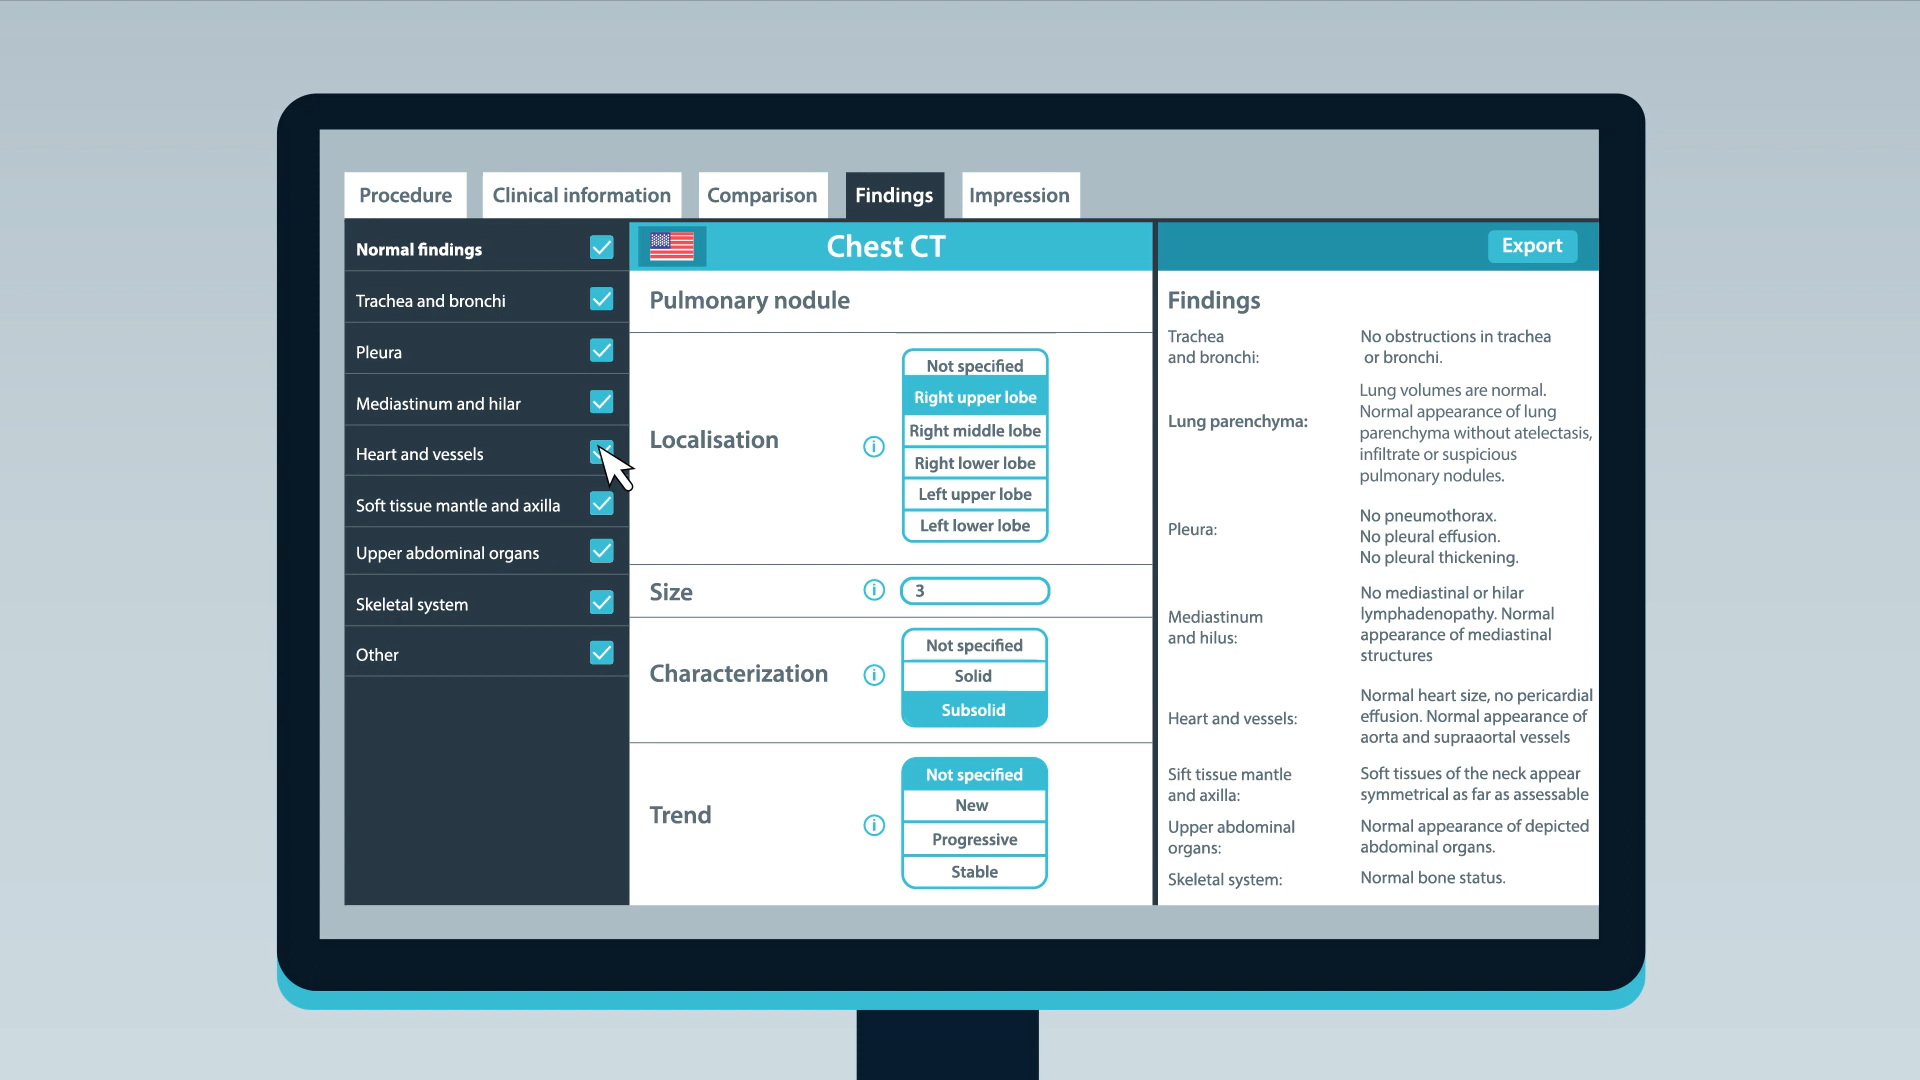 Procedure
Clinical information
Comparison
Findings
Impression
Normal findings
Trachea and bronchi
Pleura
Mediastinum and hilar
Heart and vessels
Soft tissue mantle and axilla
Upper abdominal organs
Skeletal system
Other
Chest CT
Pulmonary nodule
Localisation
i
Not specified
Right upper lobe
Right middle lobe
Right lower lobe
Left upper lobe
Left lower lobe
Size
i
3
Characterization
i
Not specified
Solid
Subsolid
Trend
i
Not specified
New
Progressive
Stable
Export
Findings
Trachea
and bronchi:
No obstructions in trachea
or bronchi.
Lung parenchyma:
Lung volumes are normal.
Normal appearance of lung
parenchyma without atelectasis,
infiltrate or suspicious
pulmonary nodules.
Pleura:
No pneumothorax.
No pleural effusion.
No pleural thickening.
Mediastinum
and hilus:
No mediastinal or hilar
lymphadenopathy. Normal
appearance of mediastinal
structures
Heart and vessels:
Normal heart size, no pericardial
effusion. Normal appearance of
aorta and supraaortal vessels
Sift tissue mantle
and axilla:
Soft tissues of the neck appear
symmetrical as far as assessable
Upper abdominal
organs:
Normal appearance of depicted
abdominal organs.
Skeletal system:
Normal bone status.